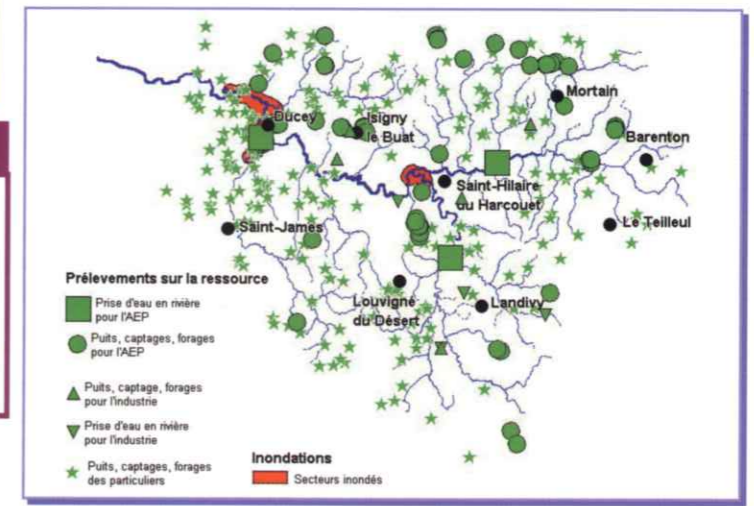 Mortain
Ducey
Isigny
le Buat
Barenton
Saint-Hilaire
du Harcouet
Le Teilleul
Saint-James
Prélevements sur la ressource
Prise d'eau en rivière
pour l'AEP
Puits, captages, forages
pour l'AEP
Puits, captage, forages
pour l'industrie
Prise d'eau en rivière
pour l'industrie
Puits, captages, forages
des particuliers
Louvigné
du Désert
Landivy
Inondations
Secteurs inondés